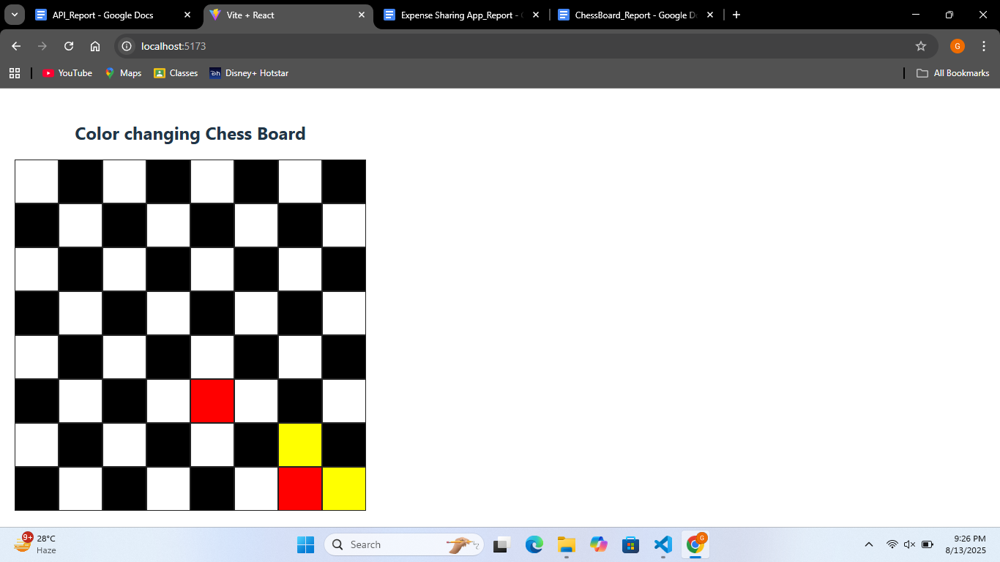 API_Report - Google Docs
Vite + React
Expense Sharing App_Report -
ChessBoard_Report - Google D
localhost:5173
G
YouTube
Maps
Classes
Disney+ Hotstar
All Bookmarks
Color changing Chess Board
9+
28°C
Haze
Search
G
9:26 PM
8/13/2025